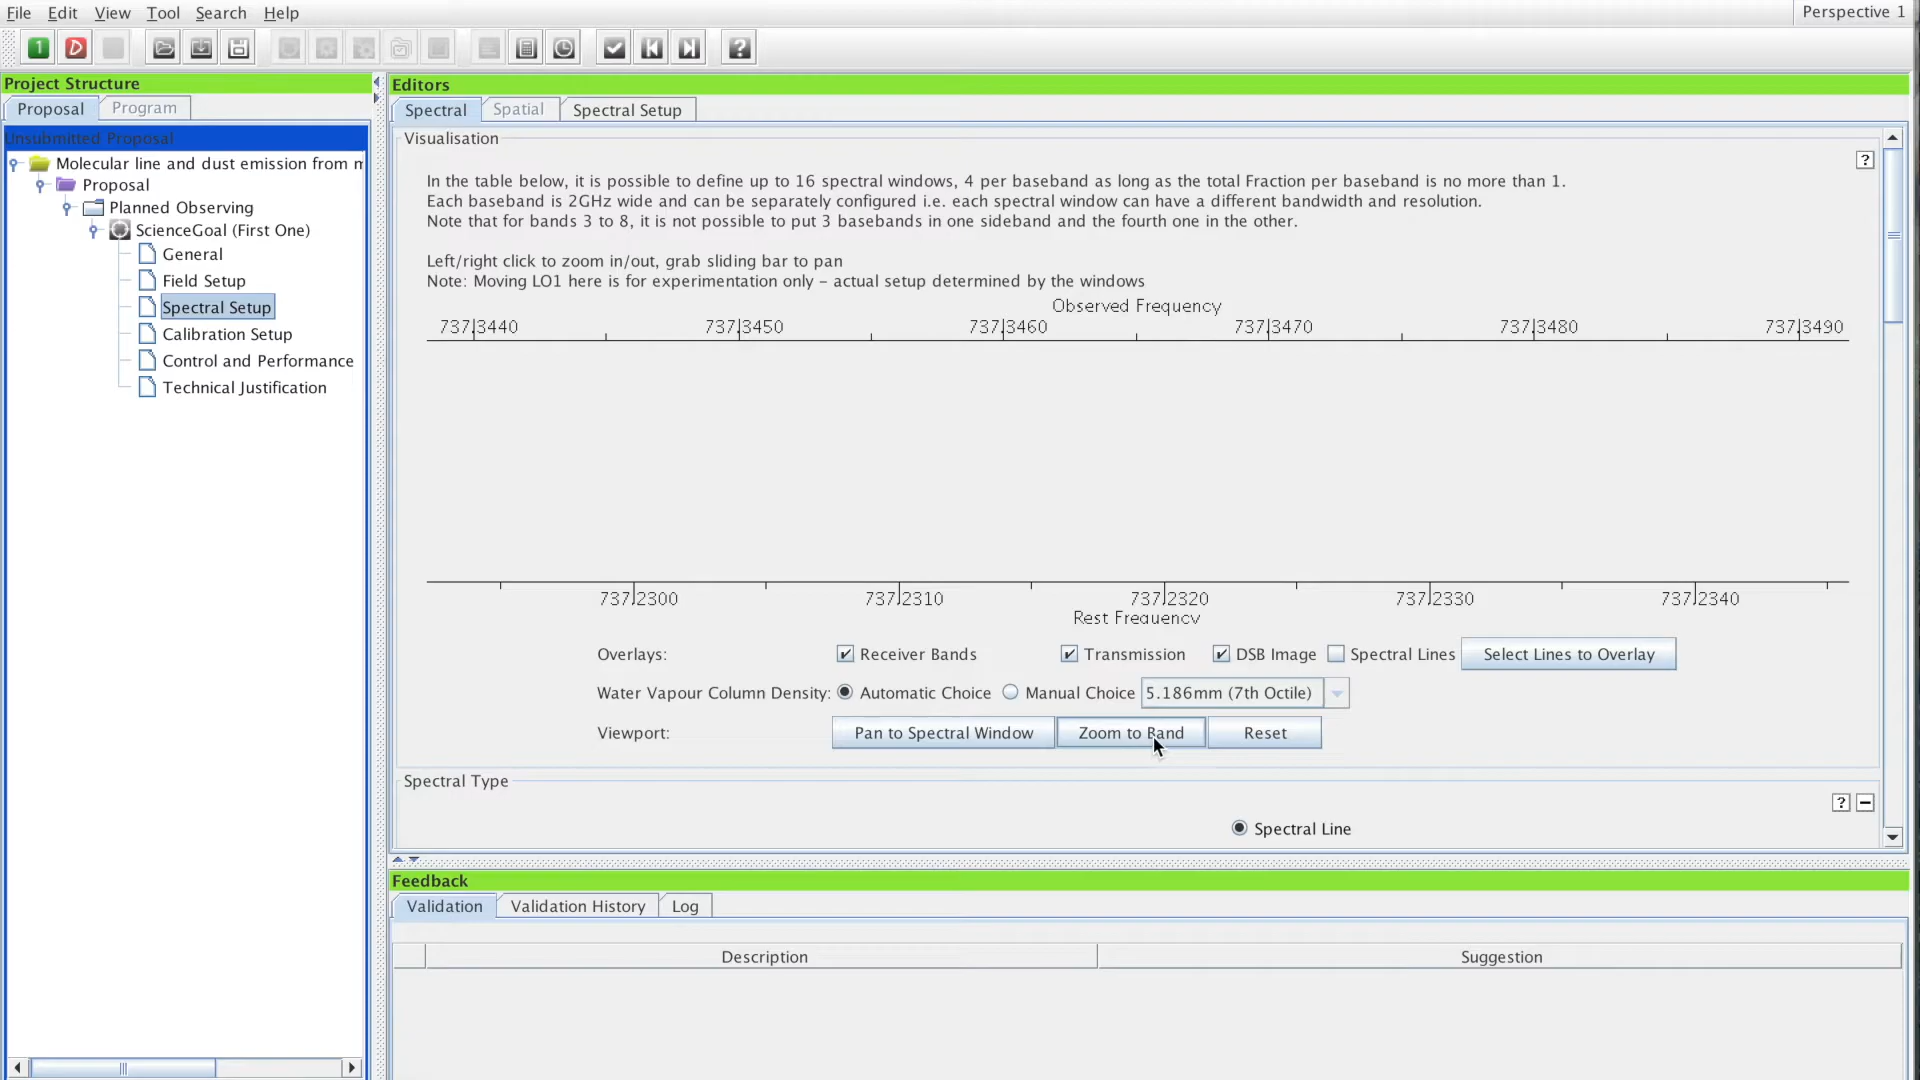 File Edit View Tool Search Help
Perspective 1
1 D ?
Project Structure
Proposal Program
Unsubmitted Proposal
Molecular line and dust emission from
Proposal
Planned Observing
ScienceGoal (First One)
General
Field Setup
Spectral Setup
Calibration Setup
Control and Performance
Technical Justification
Editors
Spectral Spatial Spectral Setup
Visualisation
?
In the table below, it is possible to define up to 16 spectral windows, 4 per baseband as long as the total Fraction per baseband is no more than 1.
Each baseband is 2GHz wide and can be separately configured i.e. each spectral window can have a different bandwidth and resolution.
Note that for bands 3 to 8, it is not possible to put 3 basebands in one sideband and the fourth one in the other.
Left/right click to zoom in/out, grab sliding bar to pan
Note: Moving LO1 here is for experimentation only – actual setup determined by the windows
Observed Frequency
737.3440 737.3450 737.3460 737.3470 737.3480 737.3490
737.2300 737.2310 737.2320 737.2330 737.2340
Rest Frequency
Overlays: Receiver Bands Transmission DSB Image Spectral Lines Select Lines to Overlay
Water Vapour Column Density: Automatic Choice Manual Choice 5.186mm (7th Octile)
Viewport: Pan to Spectral Window Zoom to Band Reset
Spectral Type
?
Spectral Line
Feedback
Validation Validation History Log
Description Suggestion